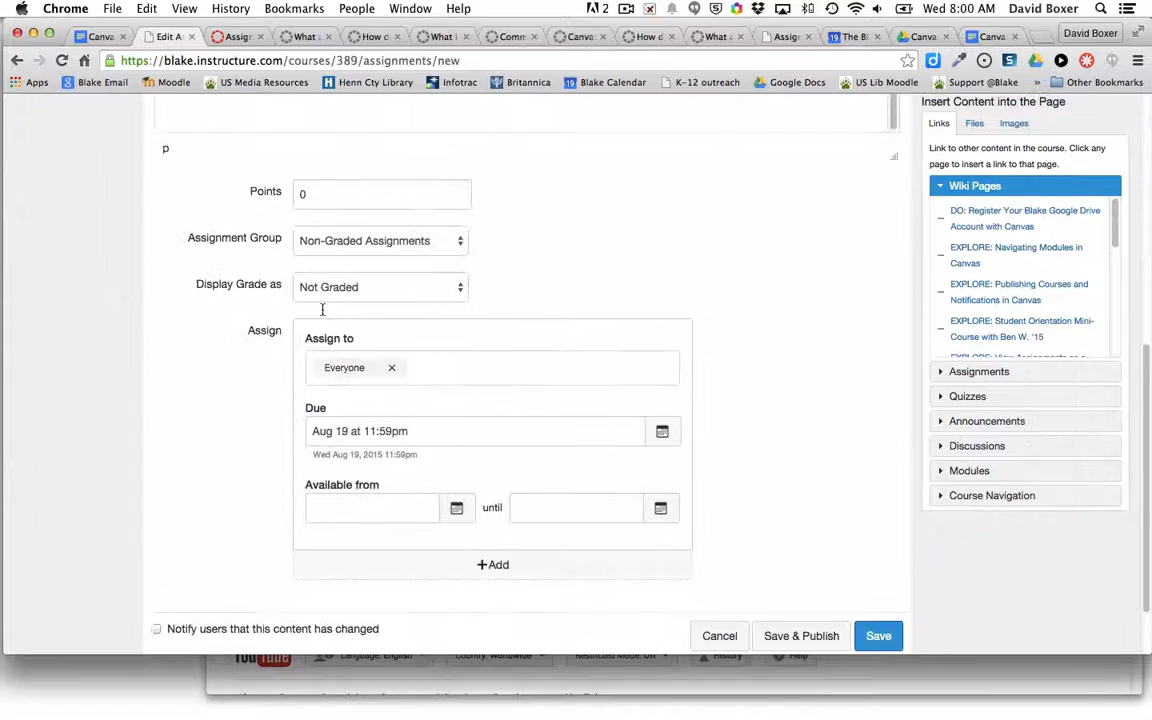 Chrome File Edit View History Bookmarks People Window Help 2 Wed 8:00 AM David Boxer
Canva Edit A Assign What How d What i Comm Canva How d What a Assign The Bl Canva Canva David Boxer
https://blake.instructure.com/courses/389/assignments/new
Apps Blake Email Moodle US Media Resources Henn Cty Library Infotrac Britannica Blake Calendar K-12 outreach Google Docs US Lib Moodle Support @Blake Other Bookmarks
Insert Content into the Page
Links Files Images
p
Link to other content in the course. Click any
page to insert a link to that page.
Wiki Pages
Points 0
DO: Register Your Blake Google Drive
Account with Canvas
Assignment Group Non-Graded Assignments
EXPLORE: Navigating Modules in
Canvas
Display Grade as Not Graded
EXPLORE: Publishing Courses and
Notifications in Canvas
EXPLORE: Student Orientation Mini-
Course with Ben W. '15
EXPLORE: View Assignments as a
Assign
Assign to
Everyone
Due
Aug 19 at 11:59pm
Wed Aug 19, 2015 11:59pm
Available from
until
+Add
Assignments
Quizzes
Announcements
Discussions
Modules
Course Navigation
Notify users that this content has changed
Cancel Save & Publish Save
YouTube Language: English Country: Worldwide Restricted Mode: Off History Help